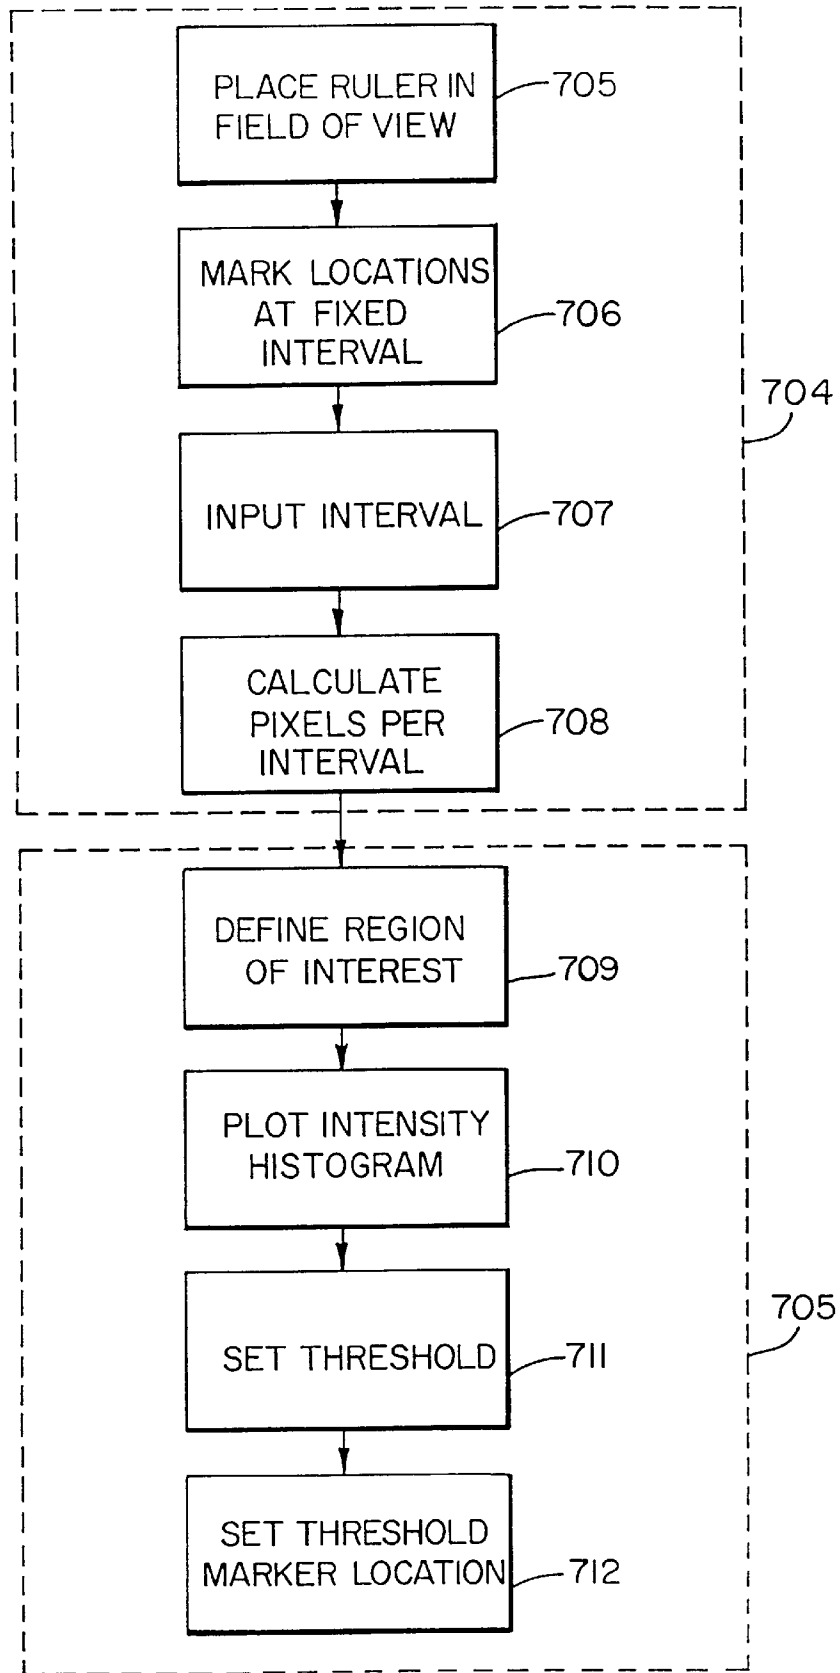 PLACE RULER IN
FIELD OF VIEW
705
MARK LOCATIONS
AT FIXED
INTERVAL
706
704
INPUT INTERVAL
707
CALCULATE
PIXELS PER
INTERVAL
708
DEFINE REGION
OF INTEREST
709
PLOT INTENSITY
HISTOGRAM
710
705
SET THRESHOLD
711
SET THRESHOLD
MARKER LOCATION
712